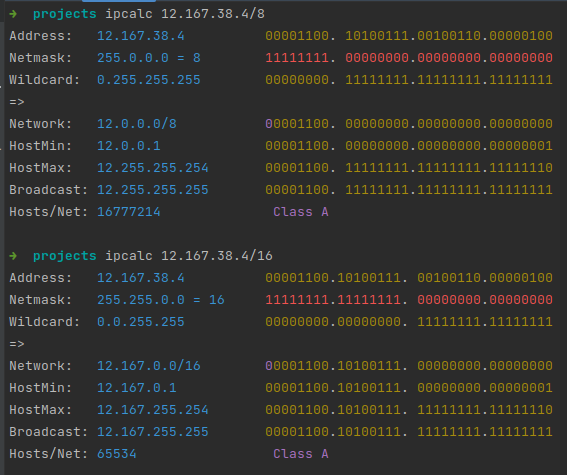 ➜  projects ipcalc 12.167.38.4/8
Address:   12.167.38.4          00001100. 10100111.00100110.00000100
Netmask:   255.0.0.0 = 8        11111111. 00000000.00000000.00000000
Wildcard:  0.255.255.255        00000000. 11111111.11111111.11111111
=>
Network:   12.0.0.0/8           00001100. 00000000.00000000.00000000
HostMin:   12.0.0.1             00001100. 00000000.00000000.00000001
HostMax:   12.255.255.254       00001100. 11111111.11111111.11111110
Broadcast: 12.255.255.255       00001100. 11111111.11111111.11111111
Hosts/Net: 16777214              Class A
➜  projects ipcalc 12.167.38.4/16
Address:   12.167.38.4          00001100.10100111. 00100110.00000100
Netmask:   255.255.0.0 = 16     11111111.11111111. 00000000.00000000
Wildcard:  0.0.255.255          00000000.00000000. 11111111.11111111
=>
Network:   12.167.0.0/16        00001100.10100111. 00000000.00000000
HostMin:   12.167.0.1           00001100.10100111. 00000000.00000001
HostMax:   12.167.255.254       00001100.10100111. 11111111.11111110
Broadcast: 12.167.255.255       00001100.10100111. 11111111.11111111
Hosts/Net: 65534                 Class A